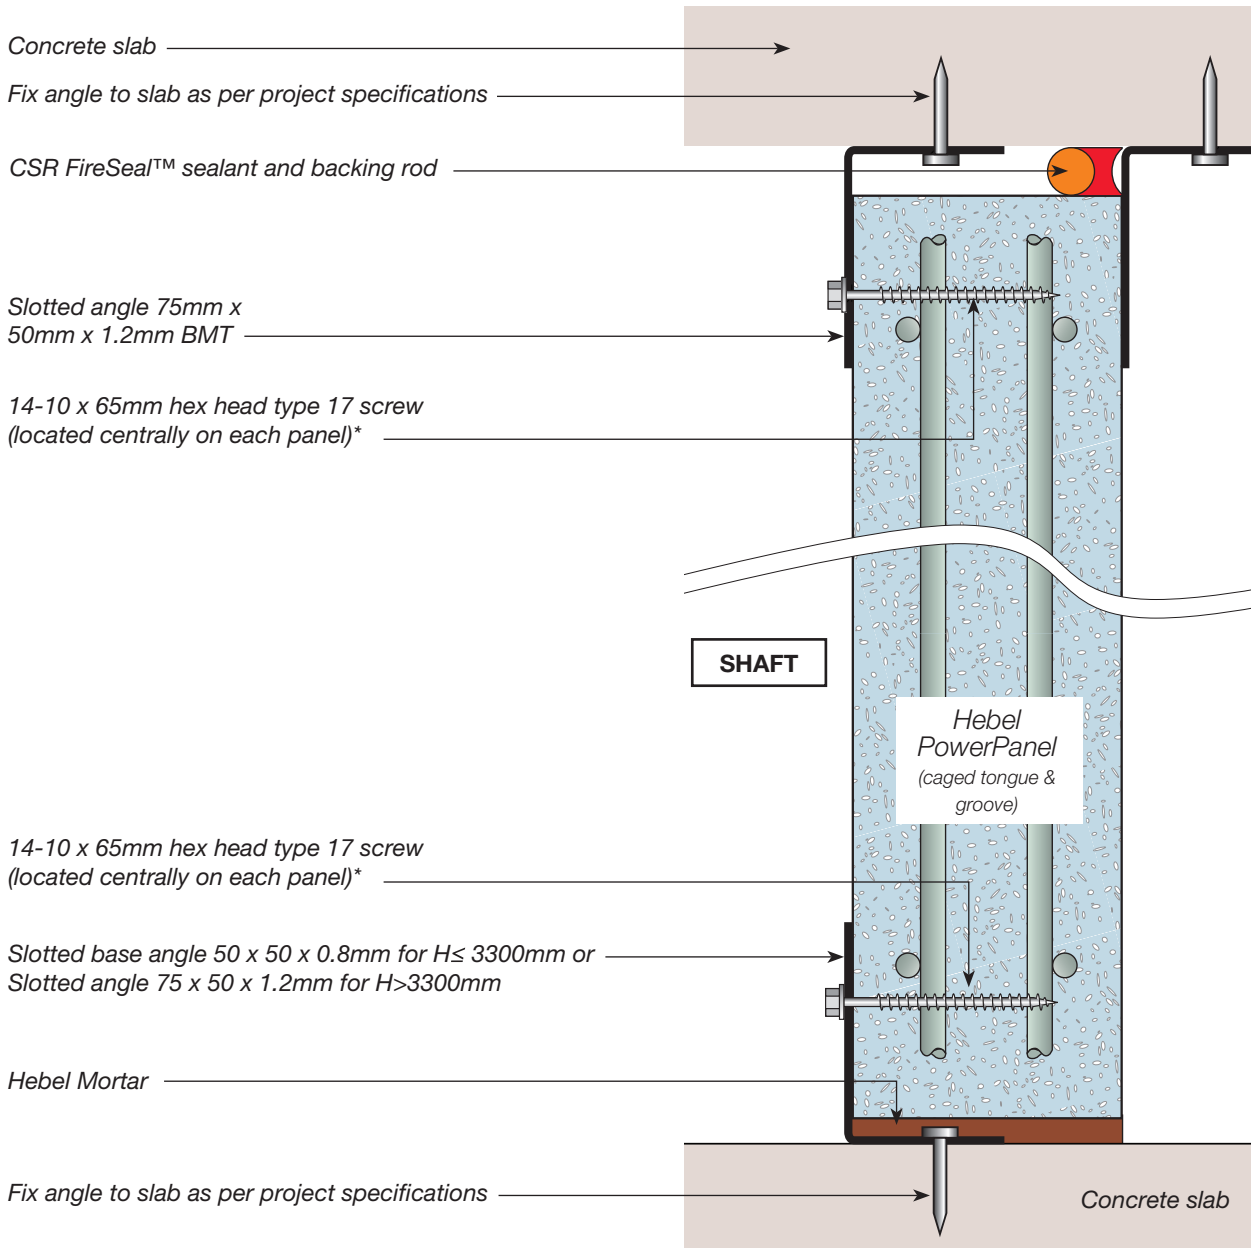 Concrete slab
Fix angle to slab as per project specifications
CSR FireSeal™ sealant and backing rod
Slotted angle 75mm x
50mm x 1.2mm BMT
14-10 x 65mm hex head type 17 screw
(located centrally on each panel)*
SHAFT
Hebel
PowerPanel
(caged tongue &
groove)
14-10 x 65mm hex head type 17 screw
(located centrally on each panel)*
Slotted base angle 50 x 50 x 0.8mm for H≤ 3300mm or
Slotted angle 75 x 50 x 1.2mm for H>3300mm
Hebel Mortar
Fix angle to slab as per project specifications
Concrete slab